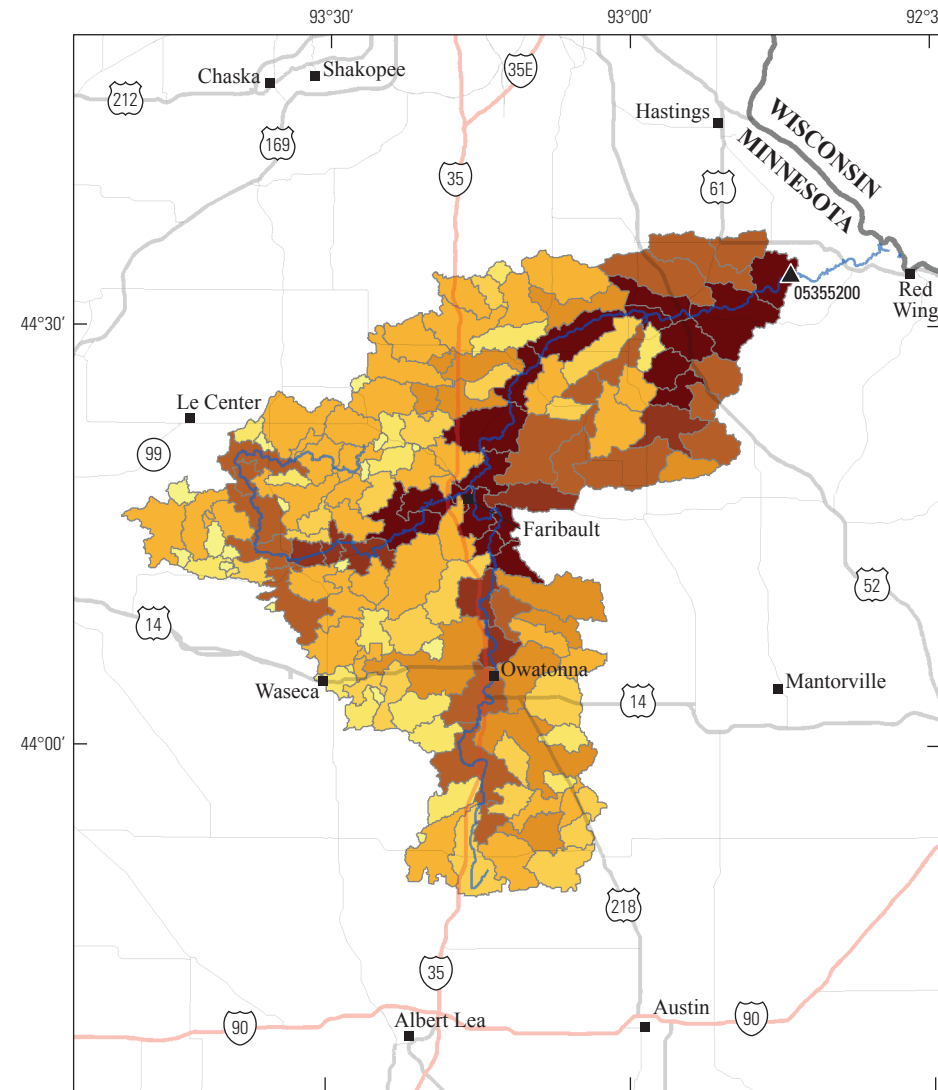 93°30′ 93°00′ 92°3
35E
Chaska Shakopee
212
Hastings
169
WISCONSIN
MINNESOTA
35
61
05355200
Red
Wing
44°30′
Le Center
99
Faribault
52
14
Owatonna
Waseca
Mantorville
14
44°00′
218
35
Austin
90
90
Albert Lea